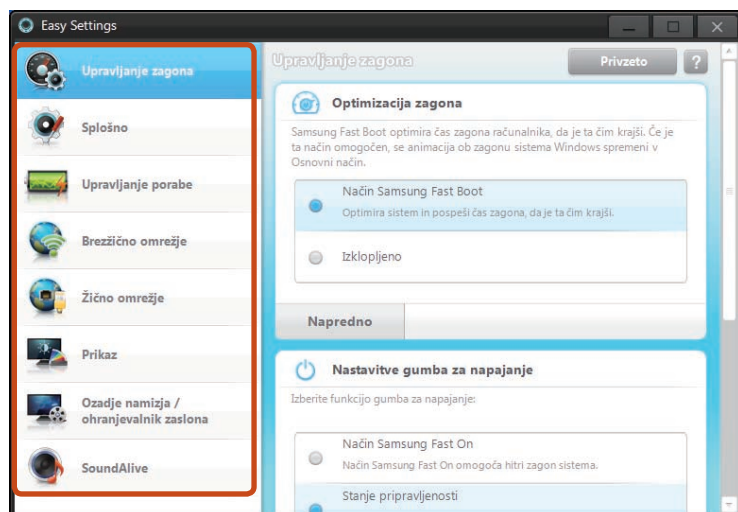 Easy Settings
Upravljanje zagona
Splošno
Upravljanje porabe
Brezžično omrežje
Žično omrežje
Prikaz
Ozadje namizja /
ohranjevalnik zaslona
SoundAlive
Upravljanje zagona
Privzeto
?
Optimizacija zagona
Samsung Fast Boot optimira čas zagona računalnika, da je ta čim krajši. Če je
ta način omogočen, se animacija ob zagonu sistema Windows spremeni v
Osnovni način.
Način Samsung Fast Boot
Optimira sistem in pospeši čas zagona, da je ta čim krajši.
Izklopljeno
Napredno
Nastavitve gumba za napajanje
Izberite funkcijo gumba za napajanje:
Način Samsung Fast On
Način Samsung Fast On omogoča hitri zagon sistema.
Stanje pripravljenosti